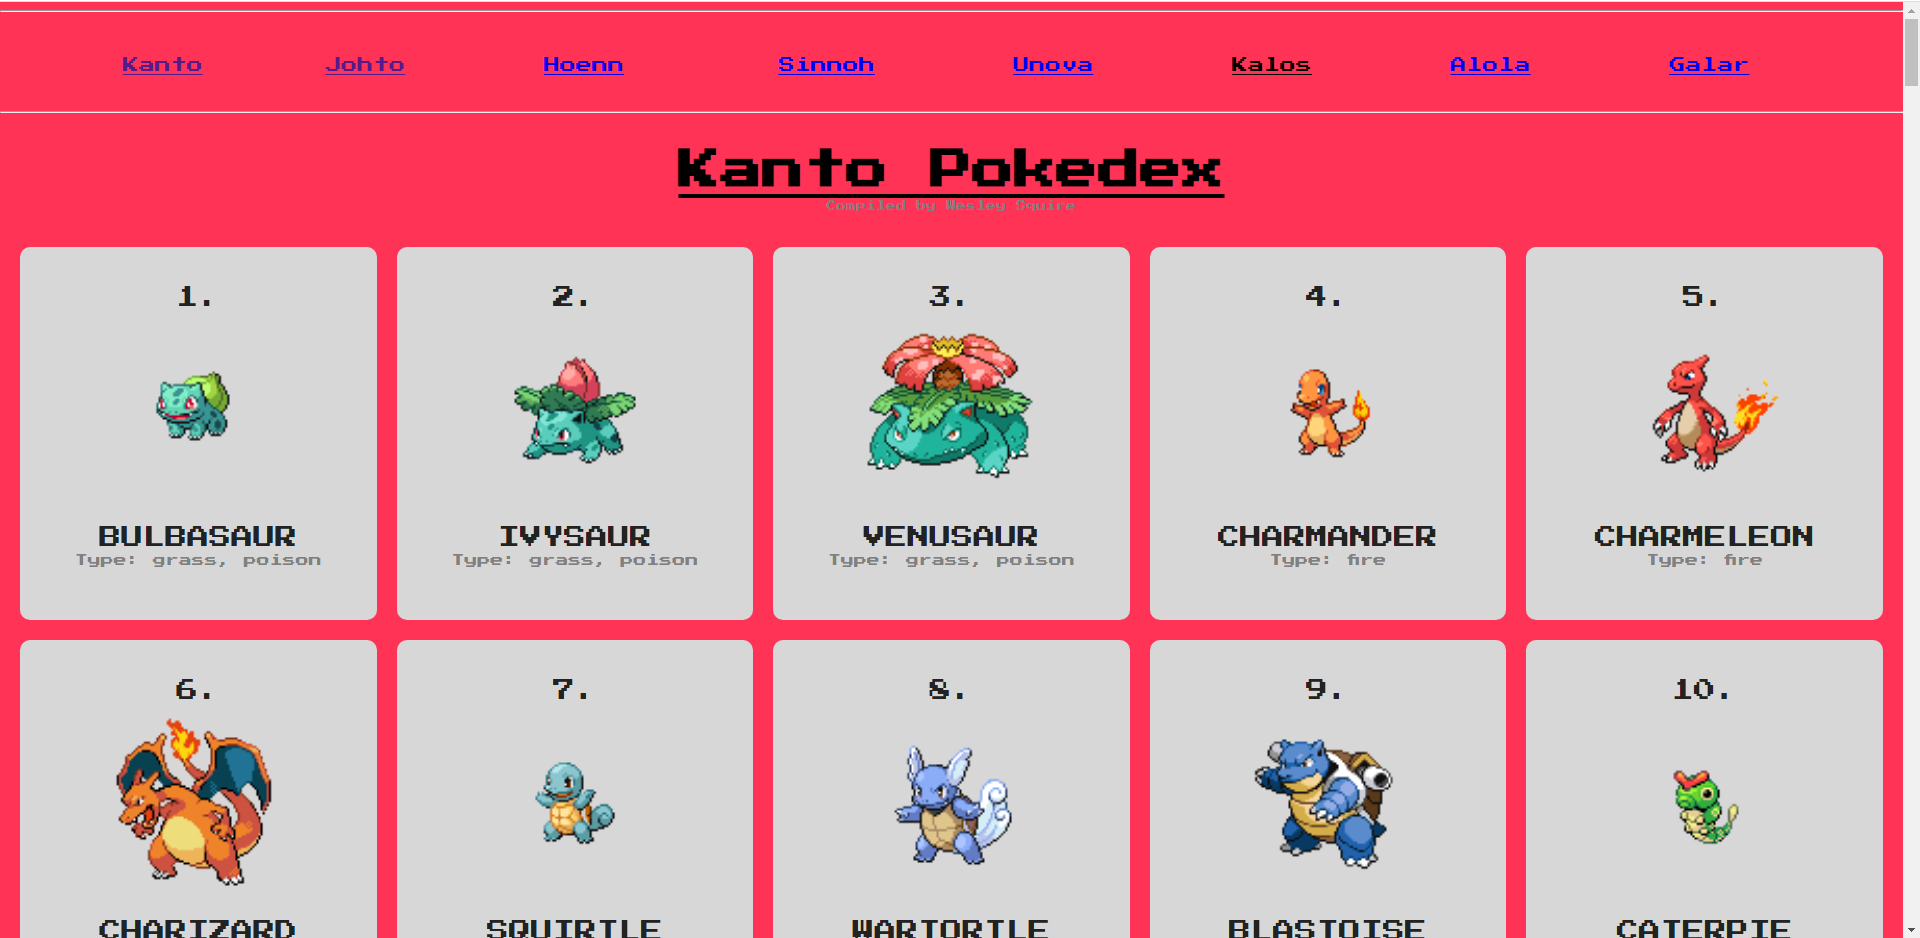 Kanto Johto Hoenn Sinnoh Unova Kalos Alola Galar
Kanto Pokedex
Compiled by Wesley Squire
1. 2. 3. 4. 5.
BULBASAUR IVYSAUR VENUSAUR CHARMANDER CHARMELEON
Type: grass, poison Type: grass, poison Type: grass, poison Type: fire Type: fire
6. 7. 8. 9. 10.
CHARIZARD SQUIRTLE WARTORTLE BLASTOISE CATERPIE